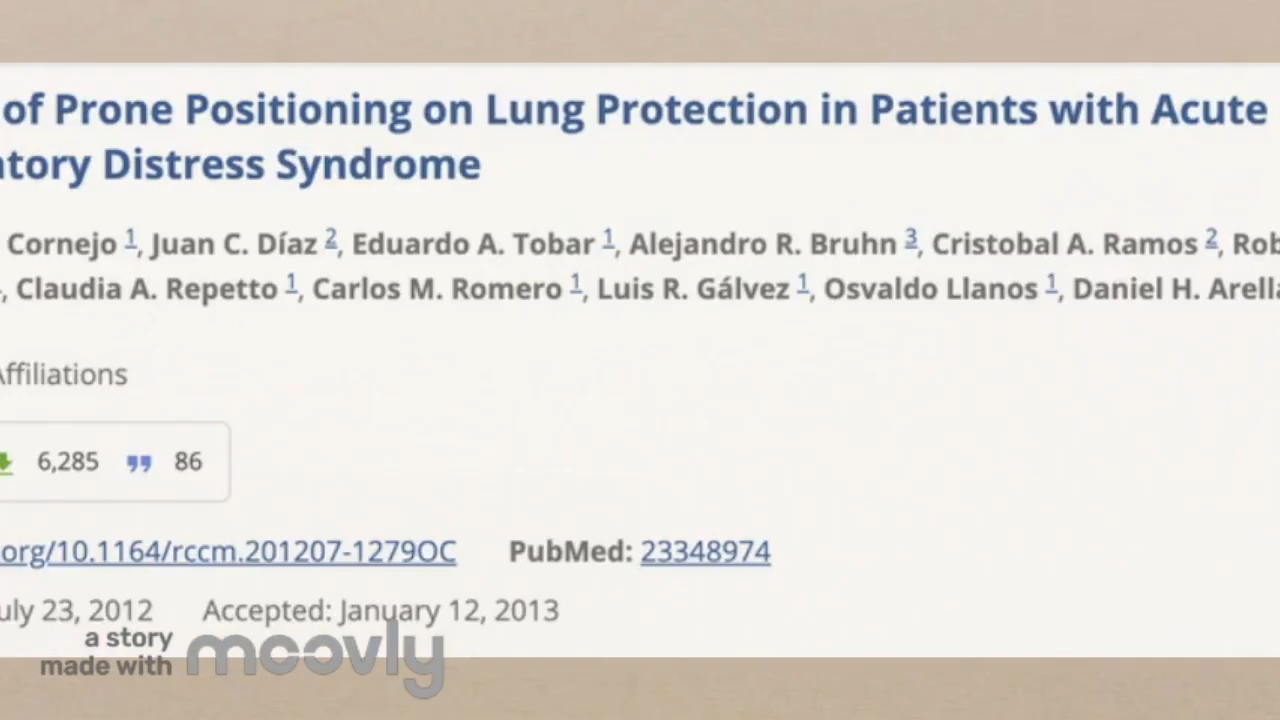 of Prone Positioning on Lung Protection in Patients with Acute
atory Distress Syndrome
Cornejo 1, Juan C. Díaz 2, Eduardo A. Tobar 1, Alejandro R. Bruhn 3, Cristobal A. Ramos 2, Rob
, Claudia A. Repetto 1, Carlos M. Romero 1, Luis R. Gálvez 1, Osvaldo Llanos 1, Daniel H. Arella
Affiliations
6,285 86
org/10.1164/rccm.201207-1279OC PubMed: 23348974
uly 23, 2012 Accepted: January 12, 2013
a story
made with moovly